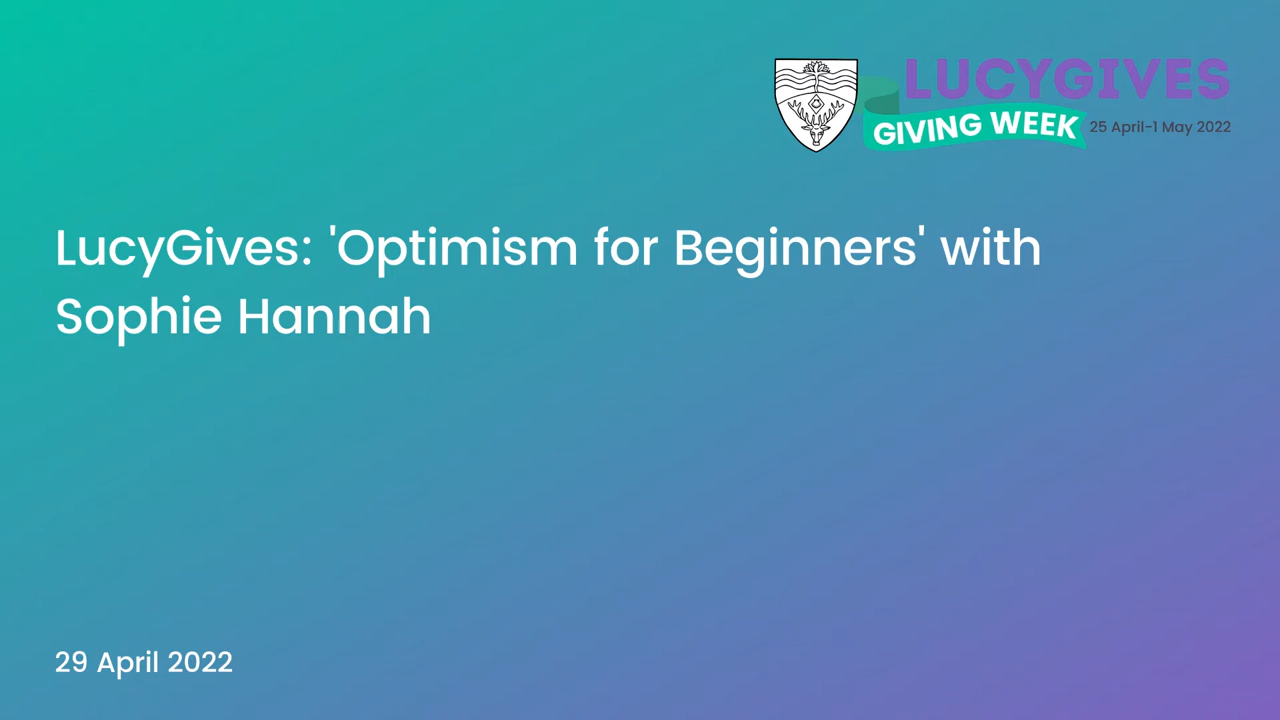 LUCYGIVES
GIVING WEEK 25 April-1 May 2022
LucyGives: 'Optimism for Beginners' with
Sophie Hannah
29 April 2022